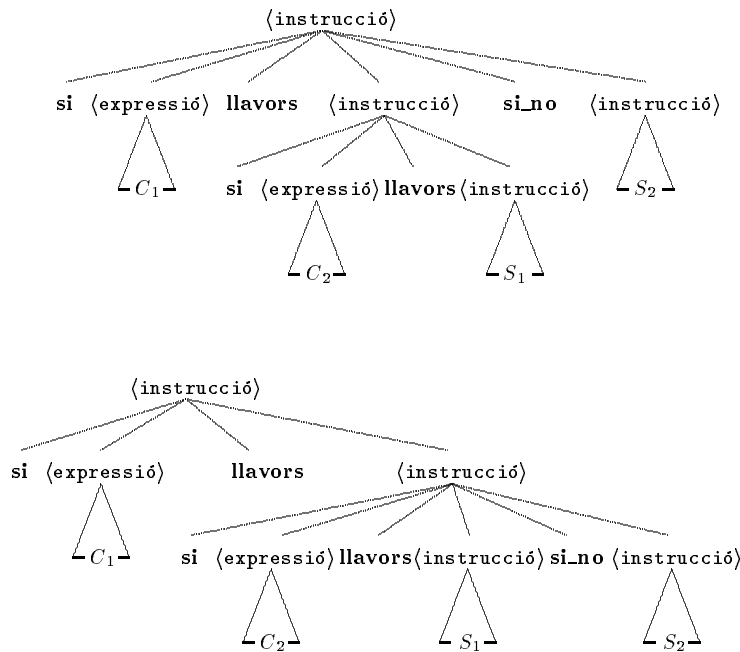 ⟨instrucció⟩
si ⟨expressió⟩ llavors ⟨instrucció⟩ si_no ⟨instrucció⟩
C₁ si ⟨expressió⟩ llavors ⟨instrucció⟩ S₂
C₂ S₁
⟨instrucció⟩
si ⟨expressió⟩ llavors ⟨instrucció⟩
C₁ si ⟨expressió⟩ llavors ⟨instrucció⟩ si_no ⟨instrucció⟩
C₂ S₁ S₂